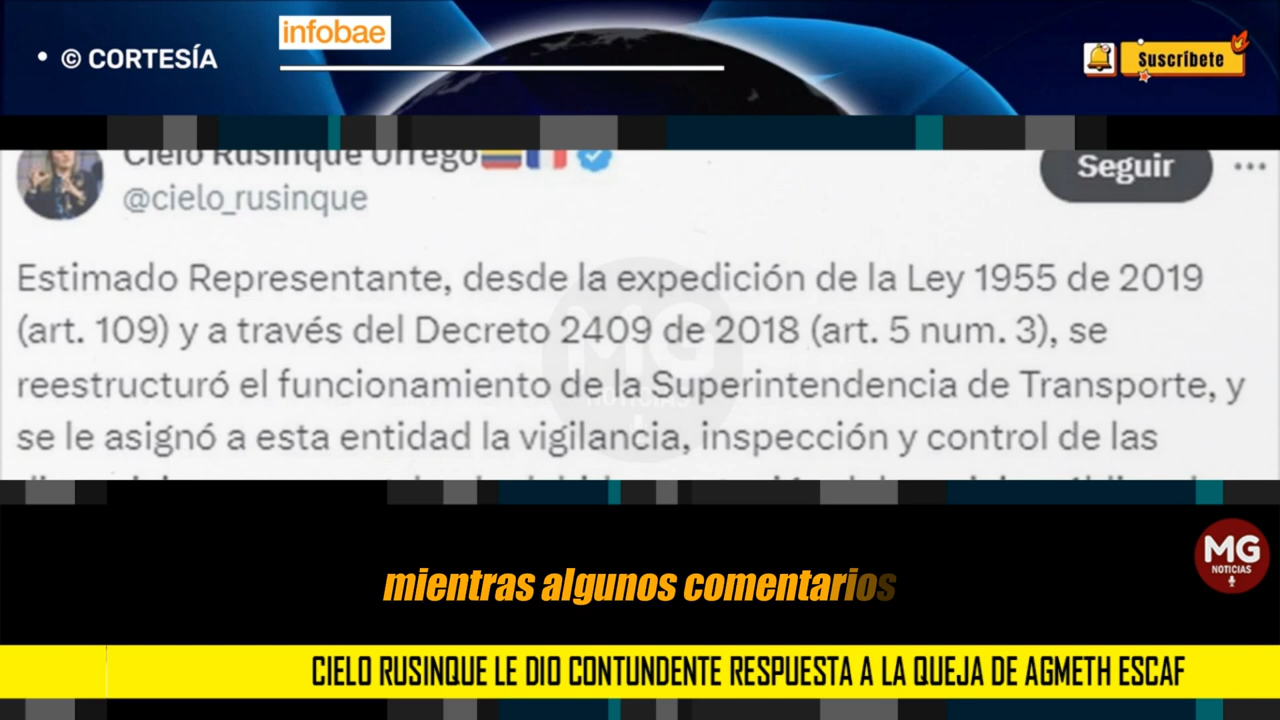 infobae
• © CORTESÍA
Suscríbete
Cielo Rusinque Urrego
Seguir
@cielo_rusinque
Estimado Representante, desde la expedición de la Ley 1955 de 2019
(art. 109) y a través del Decreto 2409 de 2018 (art. 5 num. 3), se
reestructuró el funcionamiento de la Superintendencia de Transporte, y
se le asignó a esta entidad la vigilancia, inspección y control de las
MG
NOTICIAS
mientras algunos comentarios
MG
NOTICIAS
CIELO RUSINQUE LE DIO CONTUNDENTE RESPUESTA A LA QUEJA DE AGMETH ESCAF